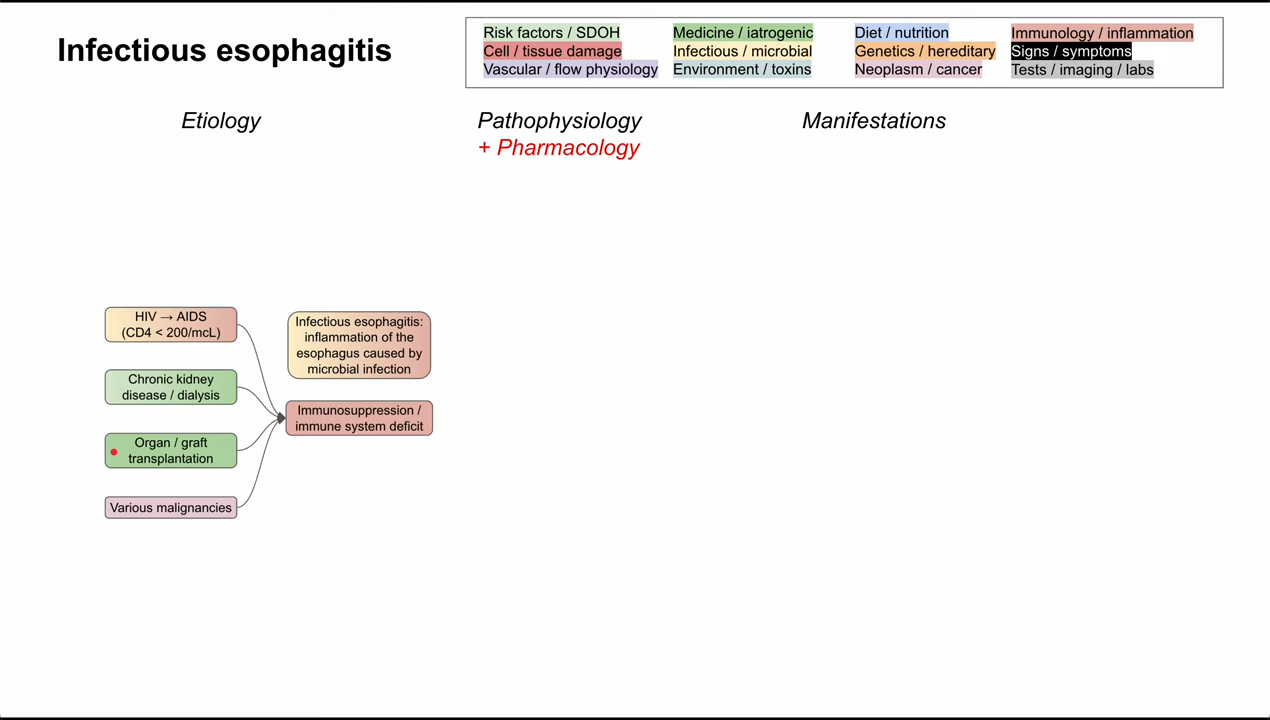 Infectious esophagitis
Risk factors / SDOH
Cell / tissue damage
Vascular / flow physiology
Medicine / iatrogenic
Infectious / microbial
Environment / toxins
Diet / nutrition
Genetics / hereditary
Neoplasm / cancer
Immunology / inflammation
Signs / symptoms
Tests / imaging / labs
Etiology
Pathophysiology
+ Pharmacology
Manifestations
HIV → AIDS
(CD4 < 200/mcL)
Chronic kidney
disease / dialysis
Organ / graft
transplantation
Various malignancies
Infectious esophagitis:
inflammation of the
esophagus caused by
microbial infection
Immunosuppression /
immune system deficit